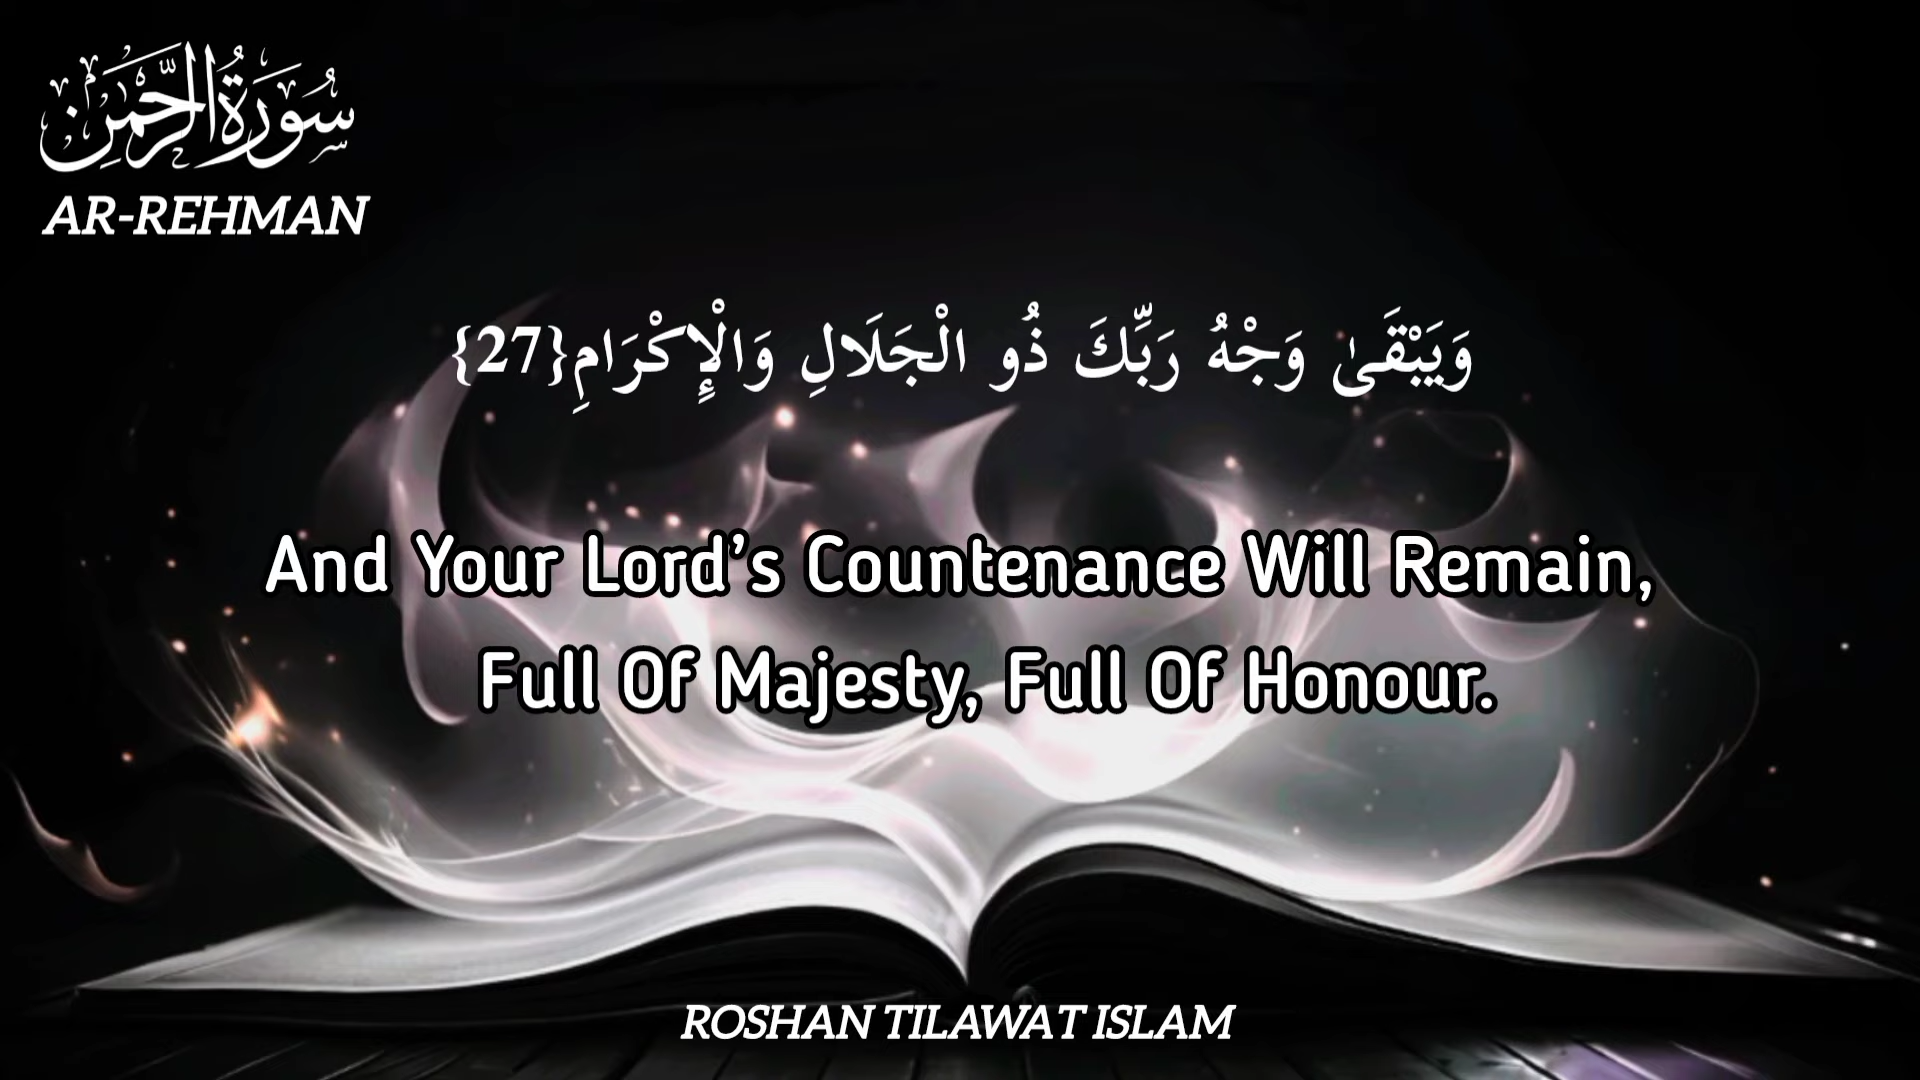 سُورَةُ الرَّحْمَٰنِ
AR-REHMAN
وَيَبْقَىٰ وَجْهُ رَبِّكَ ذُو الْجَلَالِ وَالْإِكْرَامِ{27}
And Your Lord’s Countenance Will Remain,
Full Of Majesty, Full Of Honour.
ROSHAN TILAWAT ISLAM